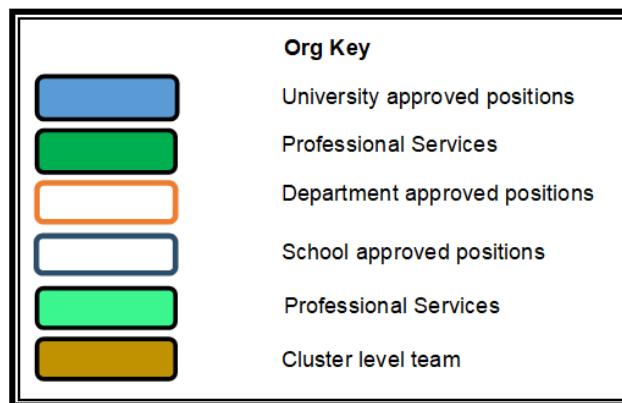 Org Key
University approved positions
Professional Services
Department approved positions
School approved positions
Professional Services
Cluster level team